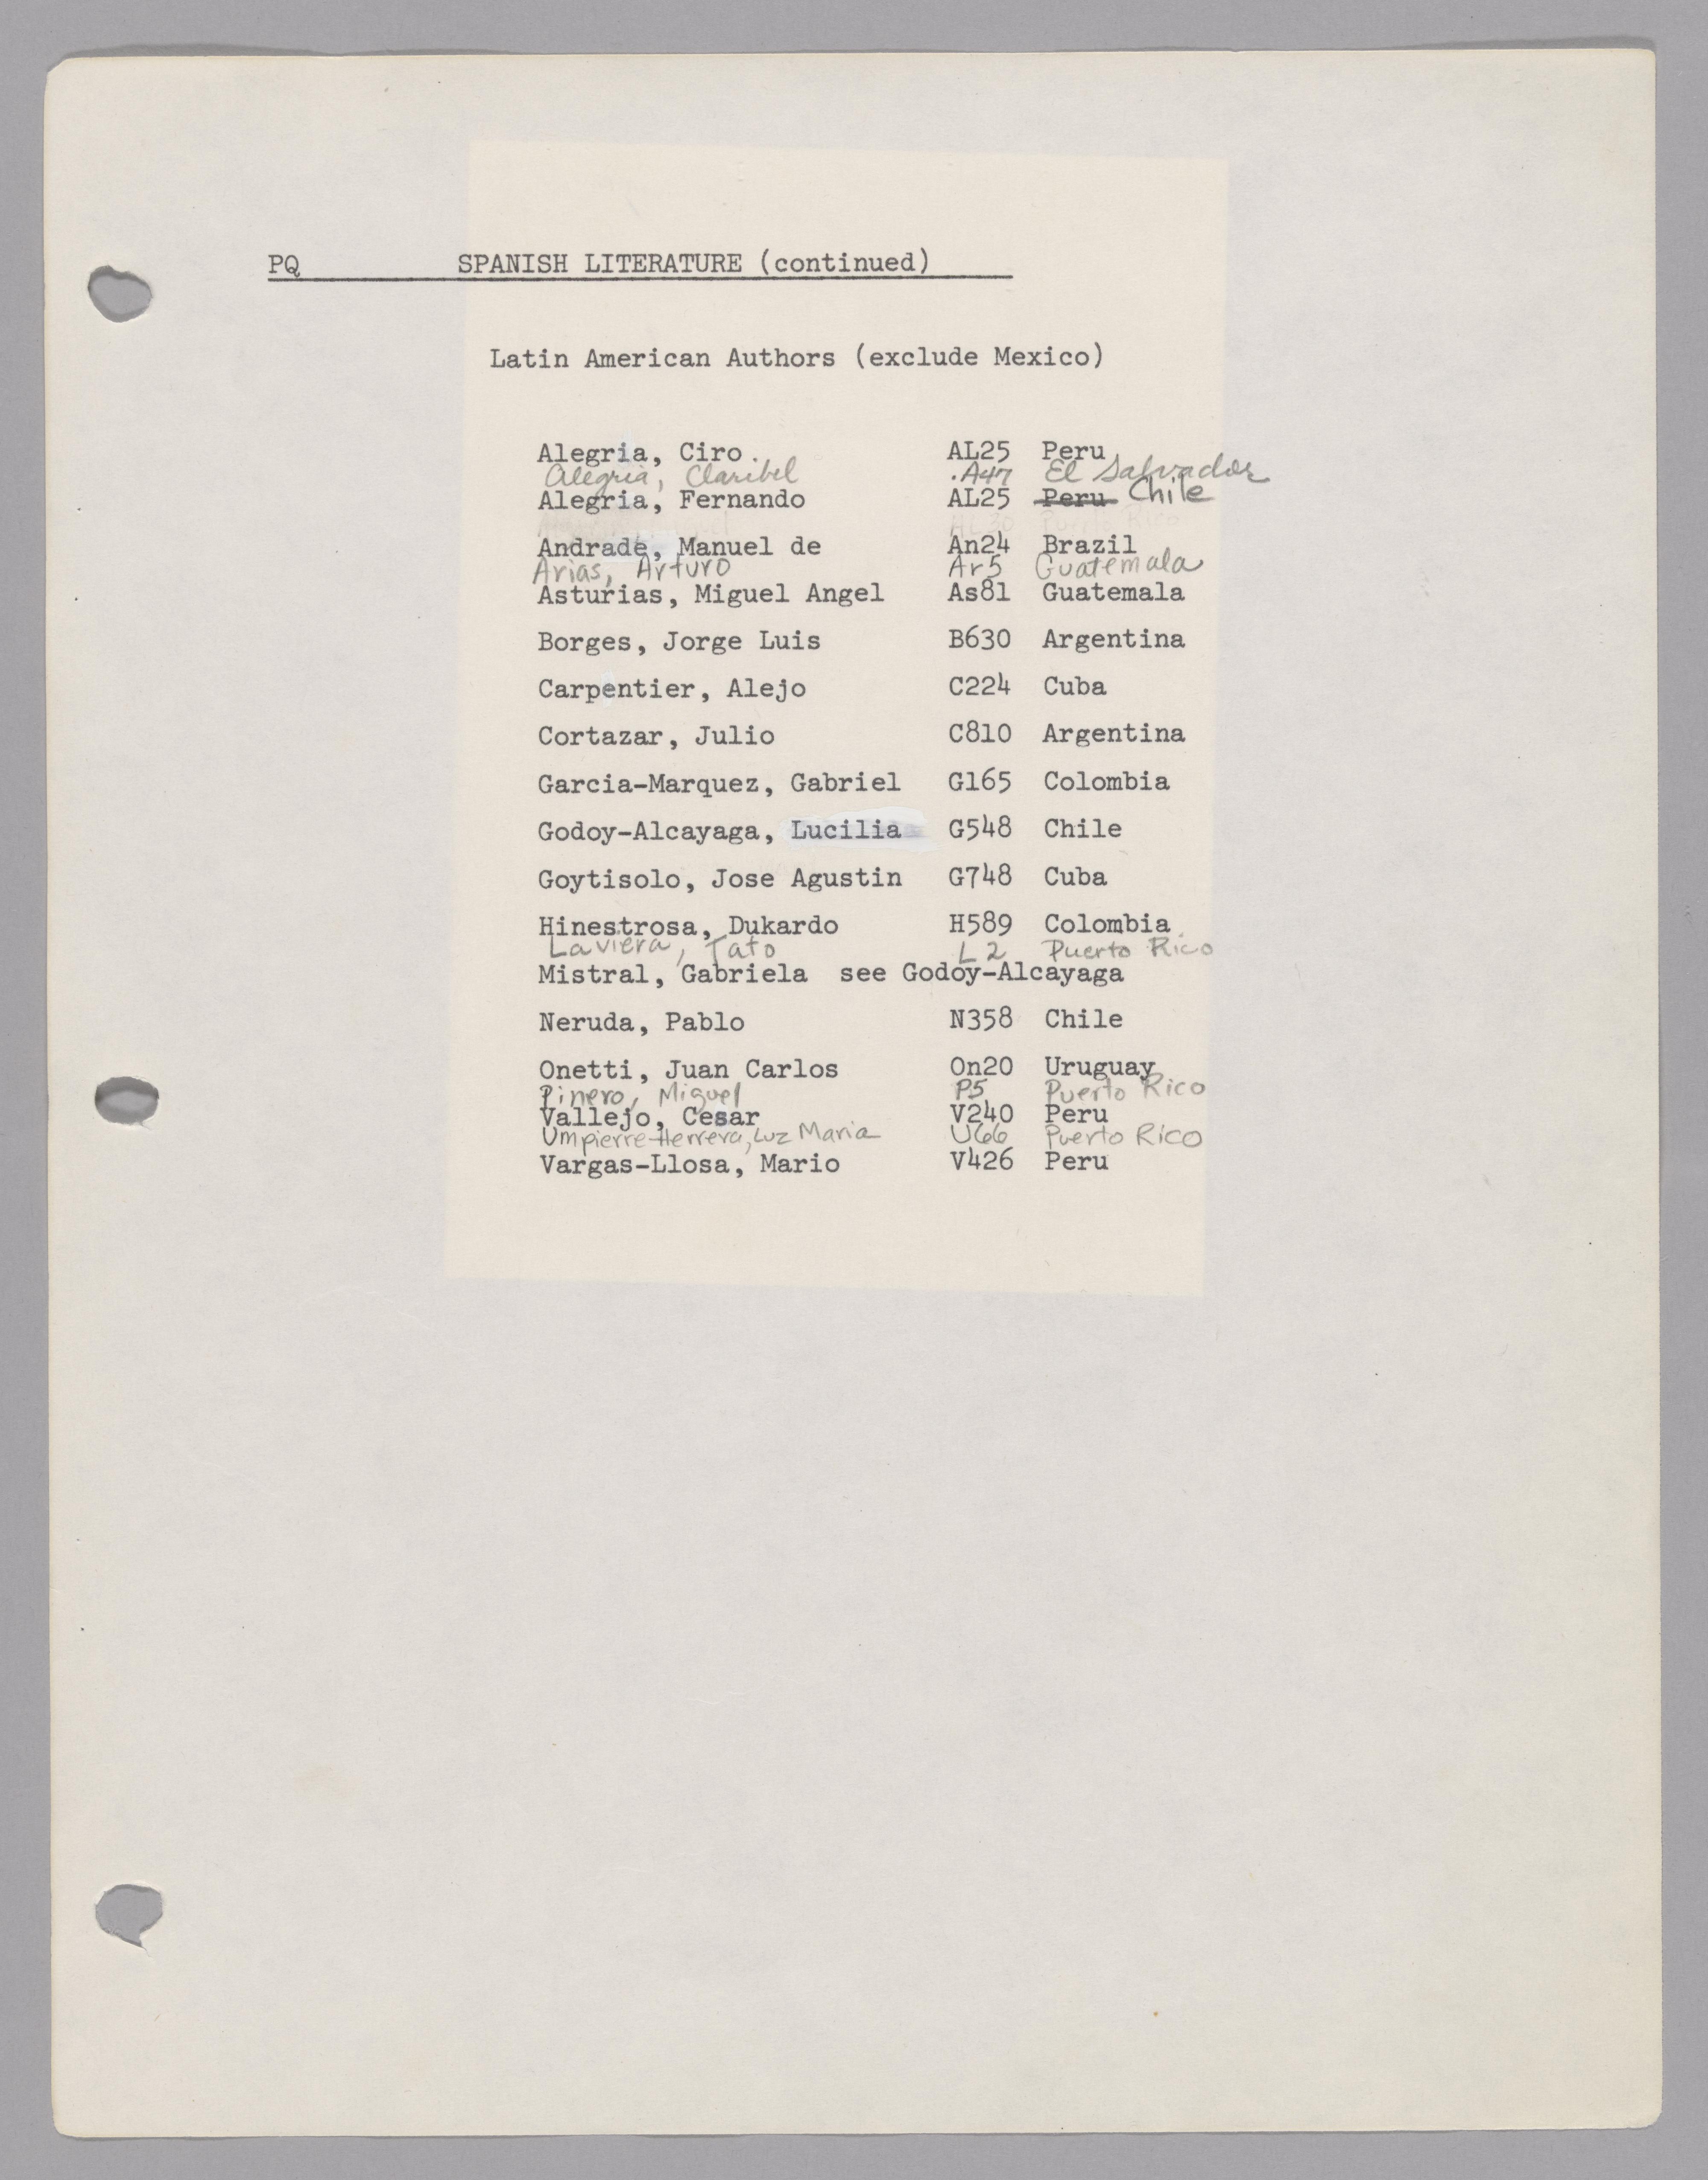 PQ SPANISH LITERATURE (continued)
Latin American Authors (exclude Mexico)
Alegria, Ciro. AL25 Peru
Alegria, Claribel .A47 El Salvador
Alegria, Fernando AL25 Peru Chile
Andrade, Manuel de An24 Brazil
Arias, Arturo Ar5 Guatemala
Asturias, Miguel Angel As81 Guatemala
Borges, Jorge Luis B630 Argentina
Carpentier, Alejo C224 Cuba
Cortazar, Julio C810 Argentina
Garcia-Marquez, Gabriel G165 Colombia
Godoy-Alcayaga, Lucilia G548 Chile
Goytisolo, Jose Agustin G748 Cuba
Hinestrosa, Dukardo H589 Colombia
Laviera, Tato L2 Puerto Rico
Mistral, Gabriela see Godoy-Alcayaga
Neruda, Pablo N358 Chile
Onetti, Juan Carlos On20 Uruguay
Pinero, Miguel P5 Puerto Rico
Vallejo, Cesar V240 Peru
Umpierre-Herrera, Luz Maria U66 Puerto Rico
Vargas-Llosa, Mario V426 Peru